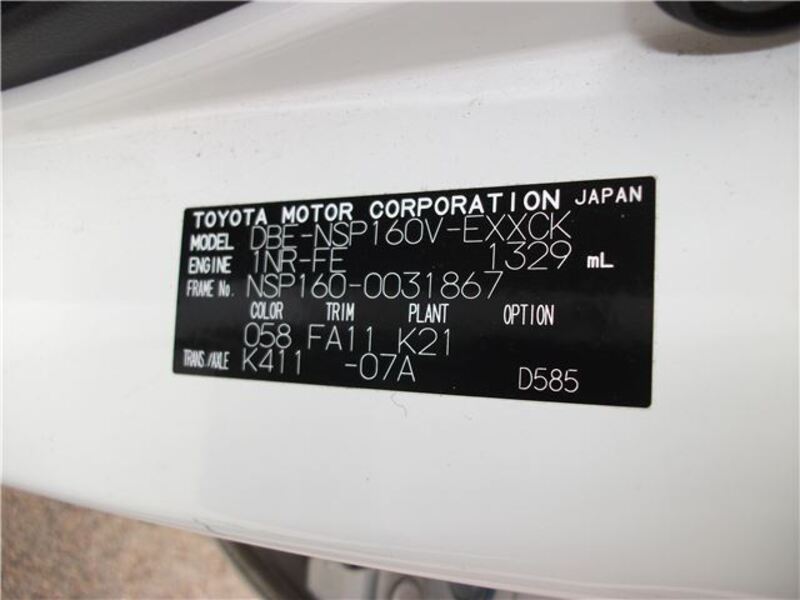 TOYOTA MOTOR CORPORATION JAPAN
MODEL DBE-NSP160V-EXXCK
ENGINE 1NR-FE 1329 mL
FRAME No. NSP160-0031867
COLOR TRIM PLANT OPTION
058 FA11 K21
TRANS./AXLE K411 -07A D585